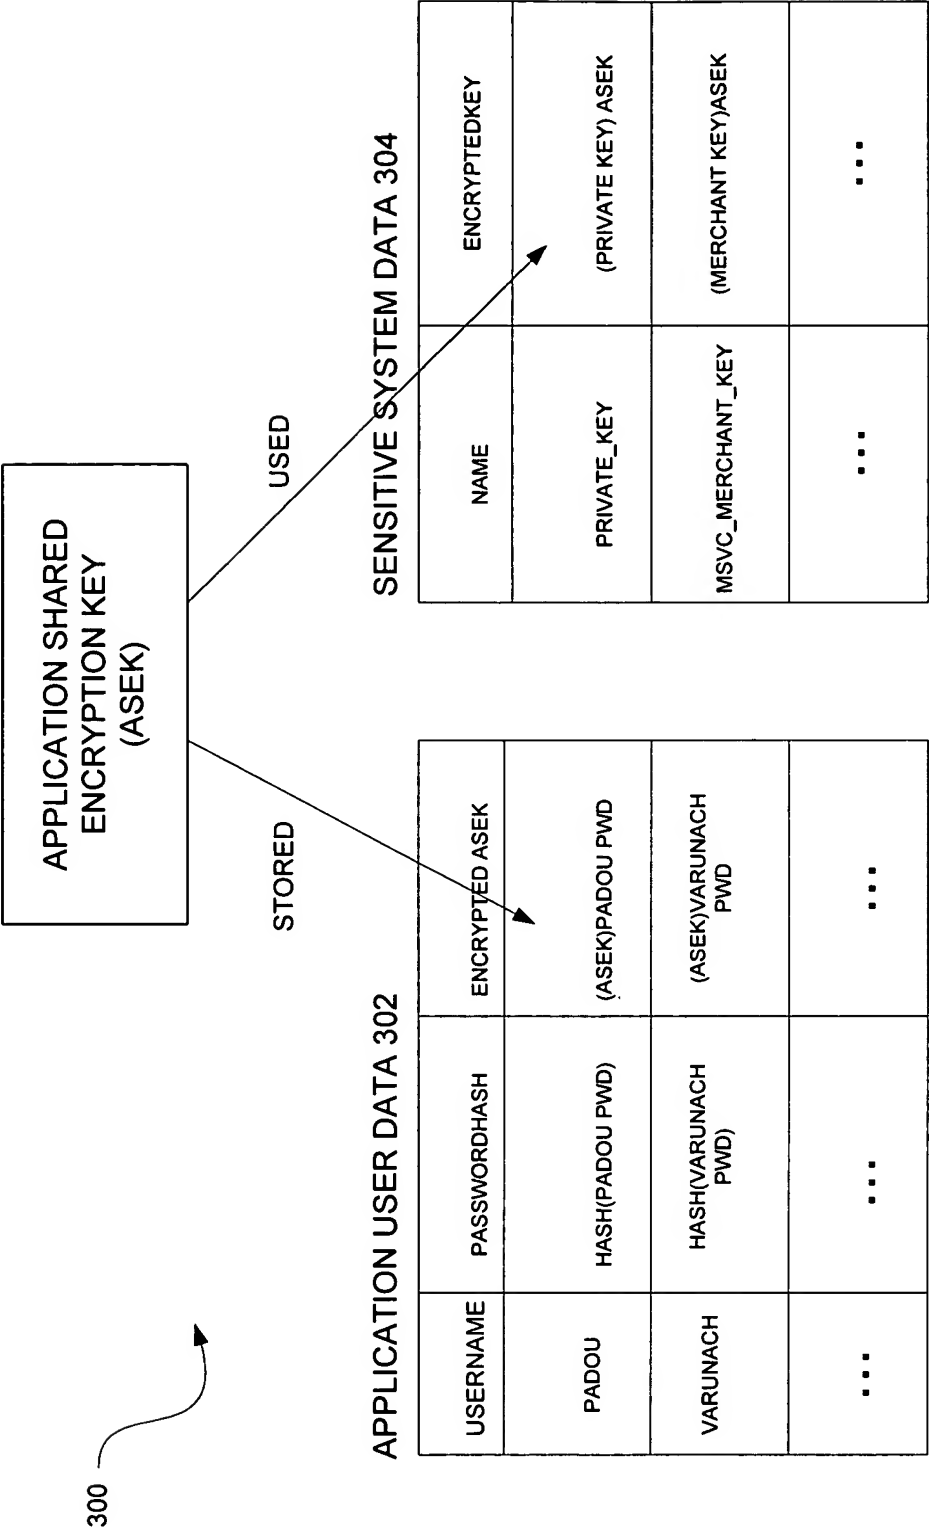 300
APPLICATION SHARED
ENCRYPTION KEY
(ASEK)
STORED
USED
APPLICATION USER DATA 302
USERNAME
PASSWORDHASH
ENCRYPTED ASEK
PADOU
HASH(PADOU PWD)
(ASEK)PADOU PWD
VARUNACH
HASH(VARUNACH
PWD)
(ASEK)VARUNACH
PWD
...
...
...
SENSITIVE SYSTEM DATA 304
NAME
ENCRYPTEDKEY
PRIVATE_KEY
(PRIVATE KEY) ASEK
MSVC_MERCHANT_KEY
(MERCHANT KEY)ASEK
...
...